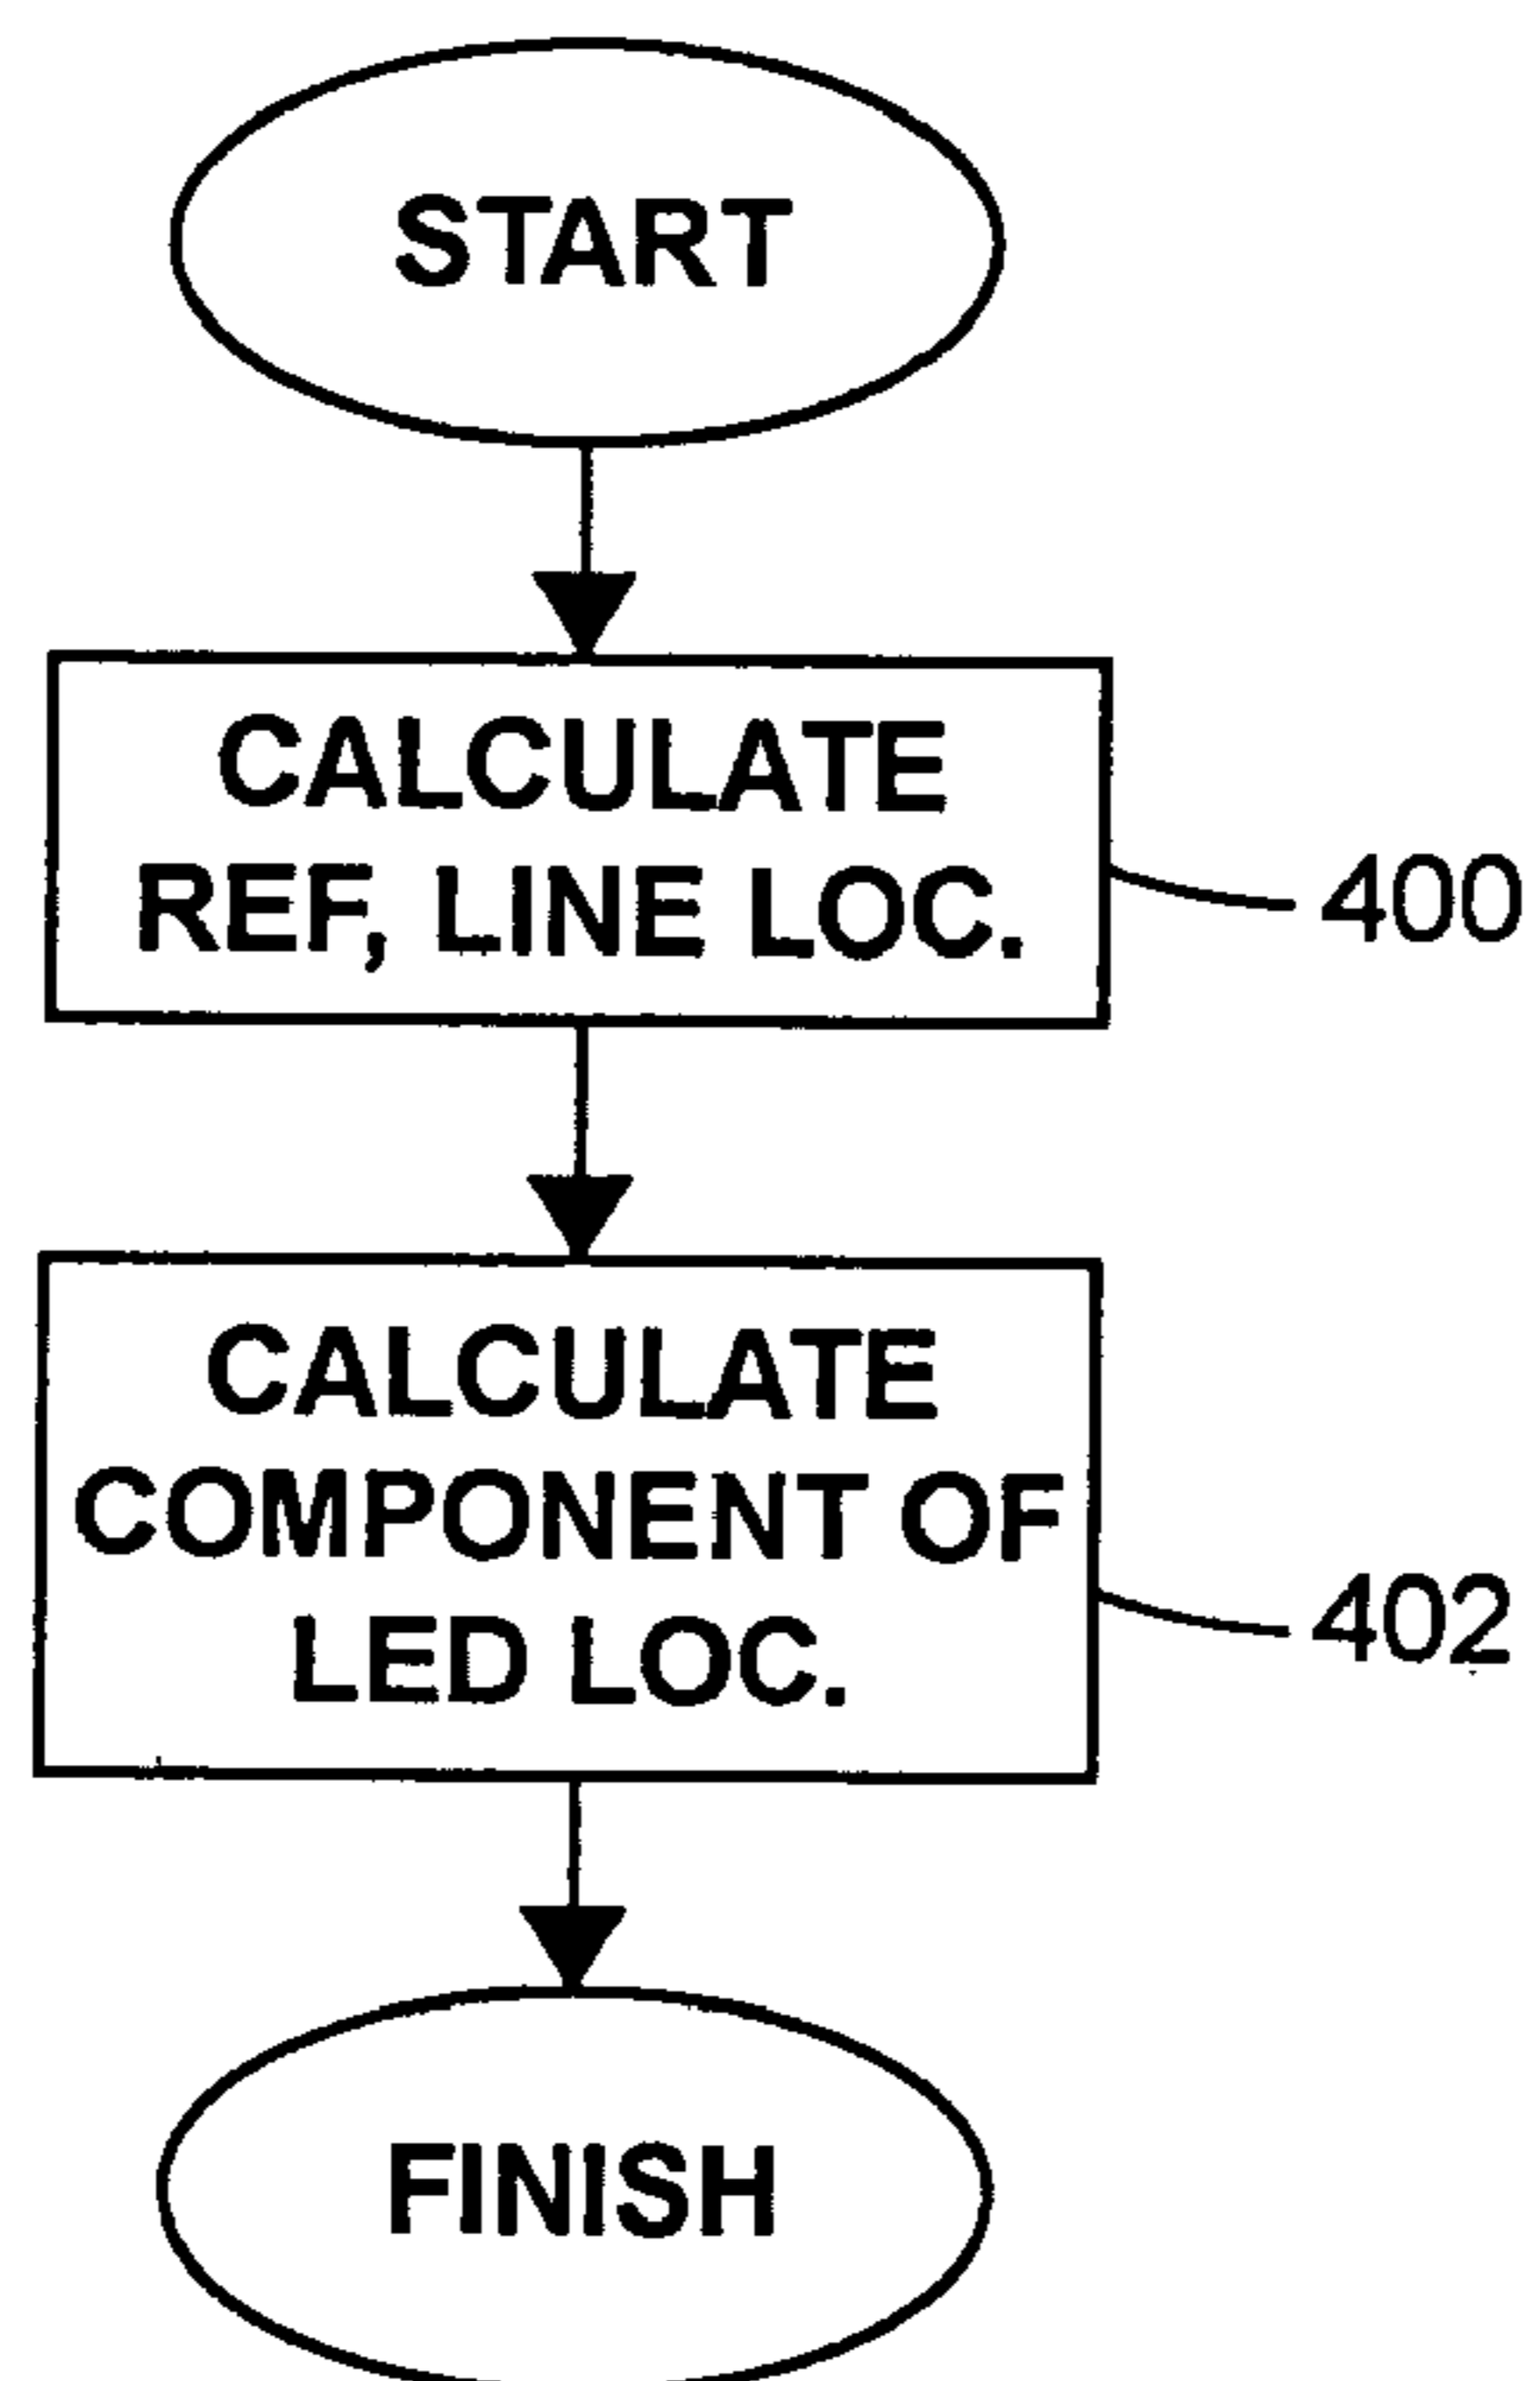 START
CALCULATE
REF, LINE LOC.
400
CALCULATE
COMPONENT OF
LED LOC.
402
FINISH